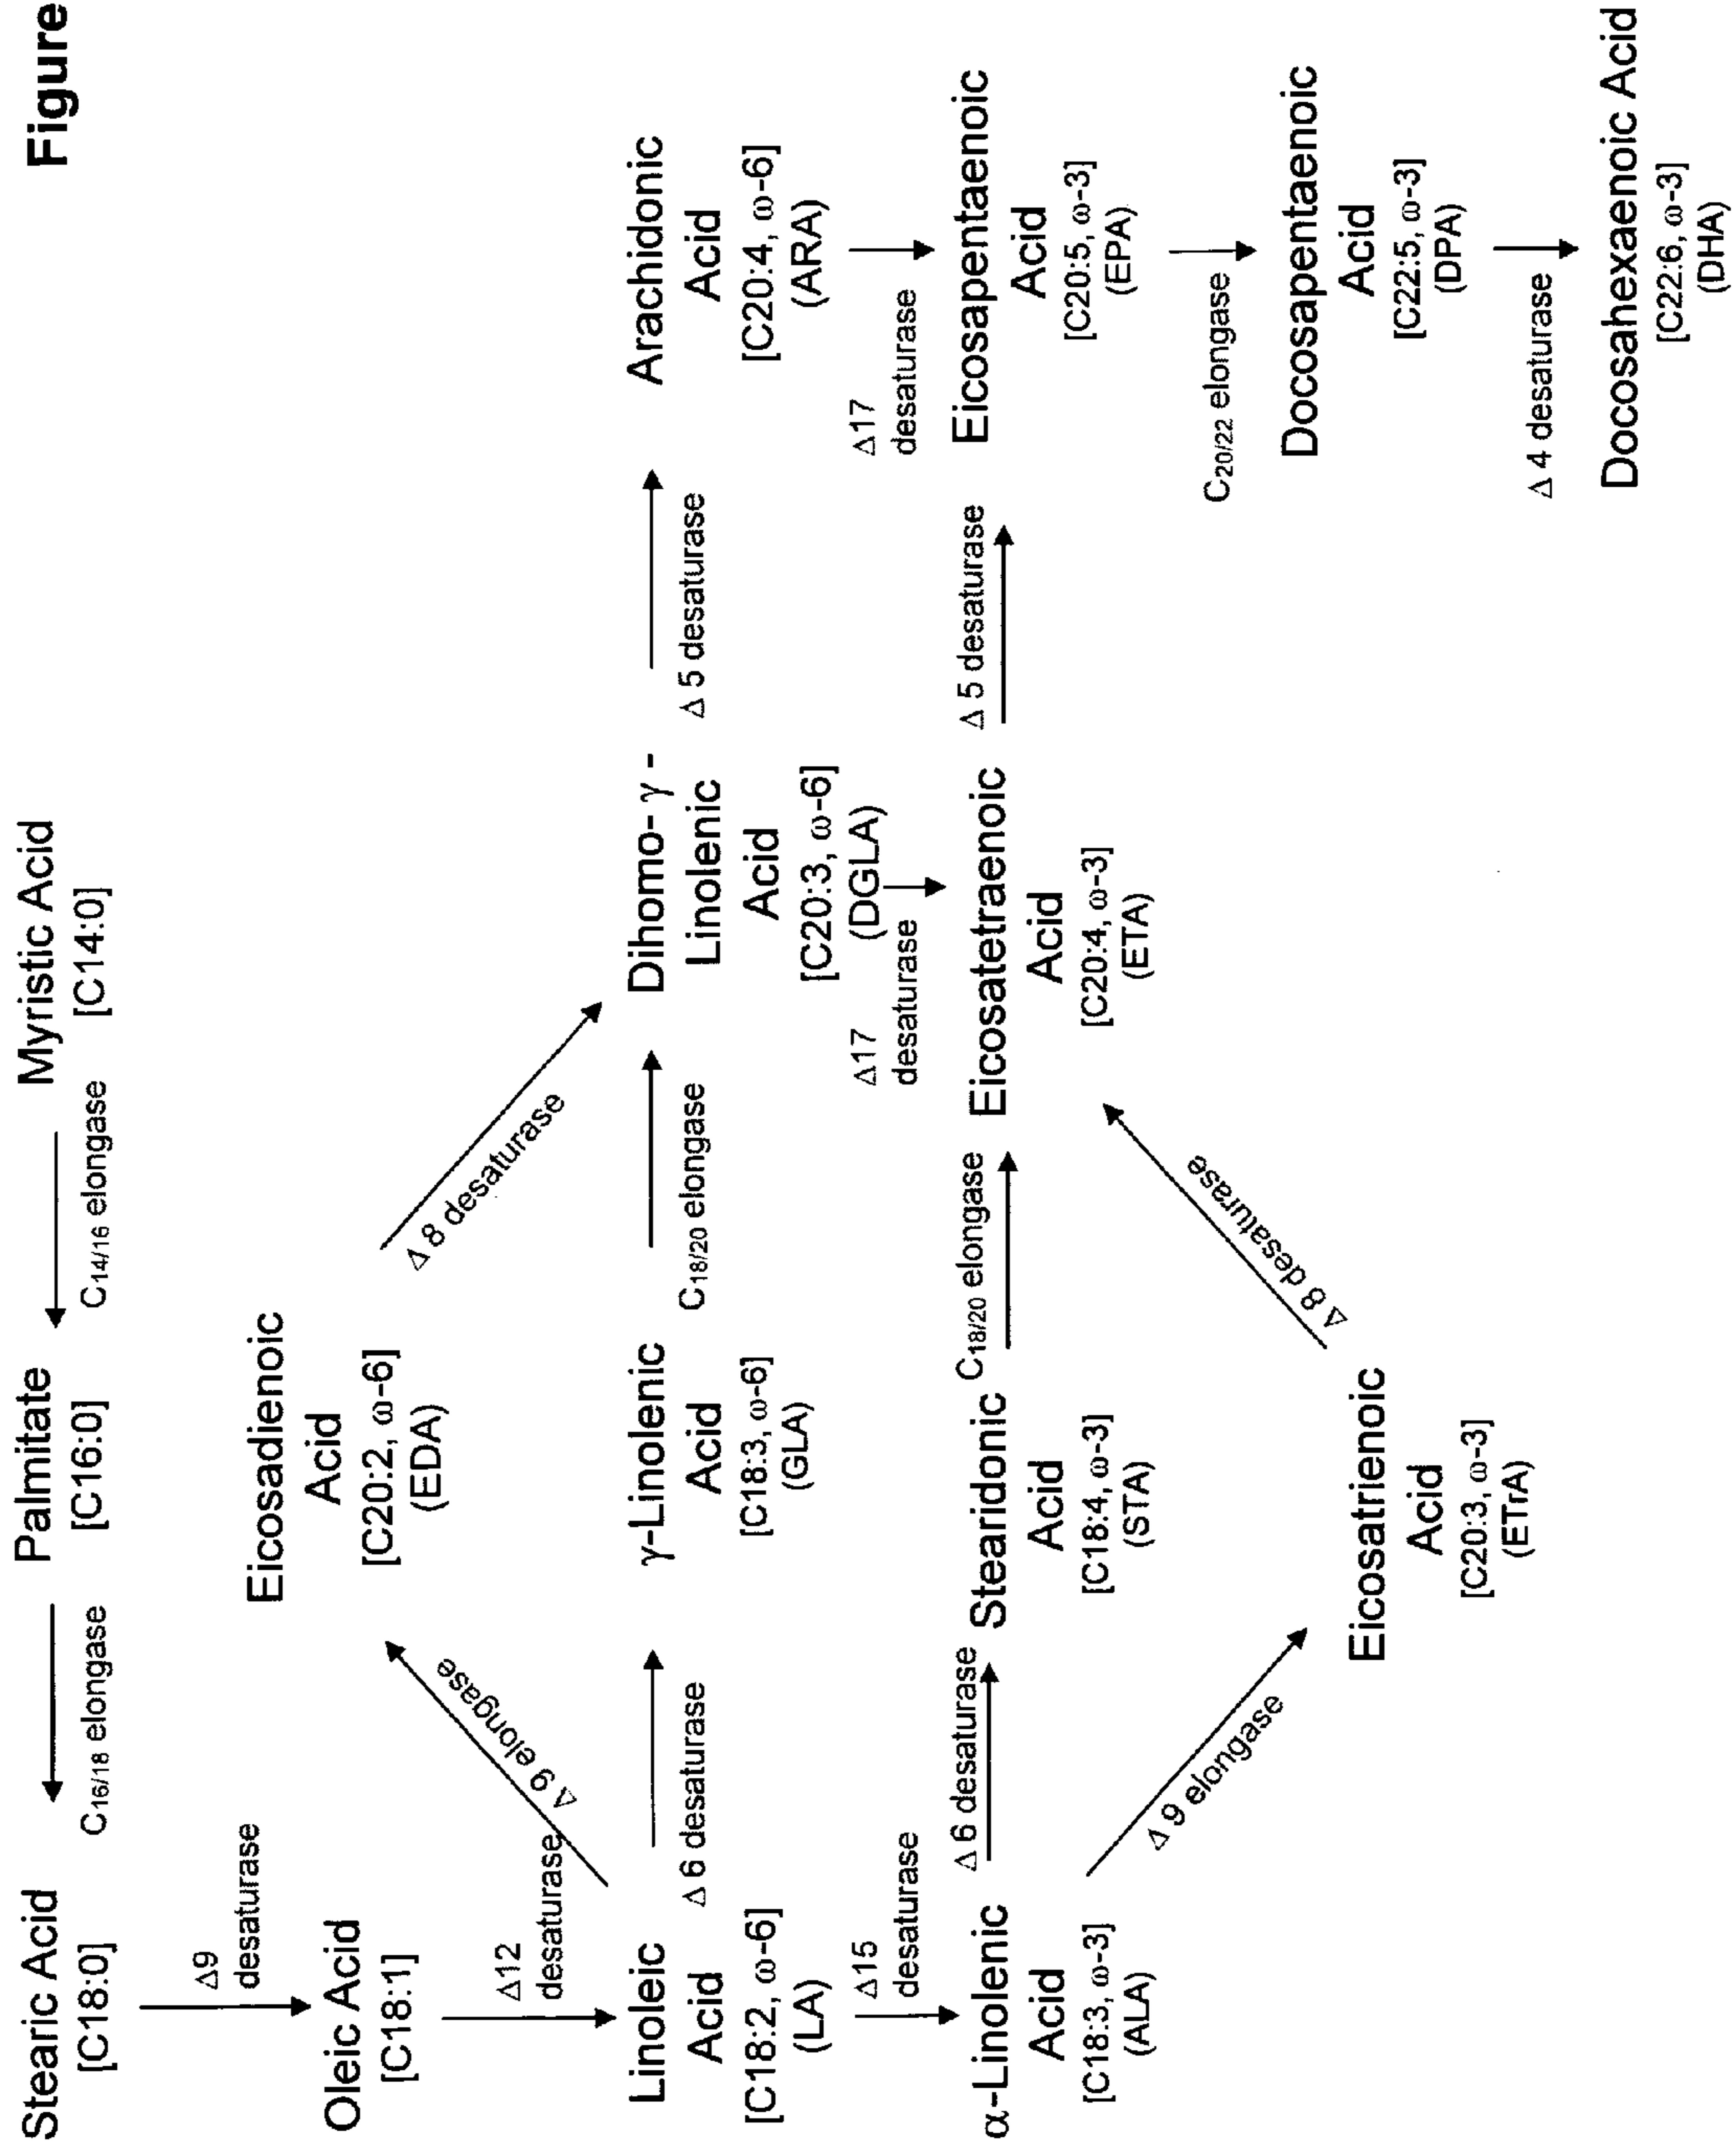 Figure
Myristic Acid
[C14:0]
C14/16 elongase
Palmitate
[C16:0]
C16/18 elongase
Stearic Acid
[C18:0]
Δ9
desaturase
Oleic Acid
[C18:1]
Δ12
desaturase
Linoleic
Acid
[C18:2, ω-6]
(LA)
Δ 9 elongase
Eicosadienoic
Acid
[C20:2, ω-6]
(EDA)
Δ 8 desaturase
Δ 6 desaturase
γ-Linolenic
Acid
[C18:3, ω-6]
(GLA)
C18/20 elongase
Dihomo- γ -
Linolenic
Acid
[C20:3, ω-6]
(DGLA)
Δ 5 desaturase
Arachidonic
Acid
[C20:4, ω-6]
(ARA)
Δ15
desaturase
Δ17
desaturase
Δ17
desaturase
α-Linolenic
Acid
[C18:3, ω-3]
(ALA)
Δ 6 desaturase
Stearidonic
Acid
[C18:4, ω-3]
(STA)
C18/20 elongase
Eicosatetraenoic
Acid
[C20:4, ω-3]
(ETA)
Δ 5 desaturase
Eicosapentaenoic
Acid
[C20:5, ω-3]
(EPA)
Δ 9 elongase
Eicosatrienoic
Acid
[C20:3, ω-3]
(ETrA)
Δ 8 desaturase
C20/22 elongase
Docosapentaenoic
Acid
[C22:5, ω-3]
(DPA)
Δ 4 desaturase
Docosahexaenoic Acid
[C22:6, ω-3]
(DHA)